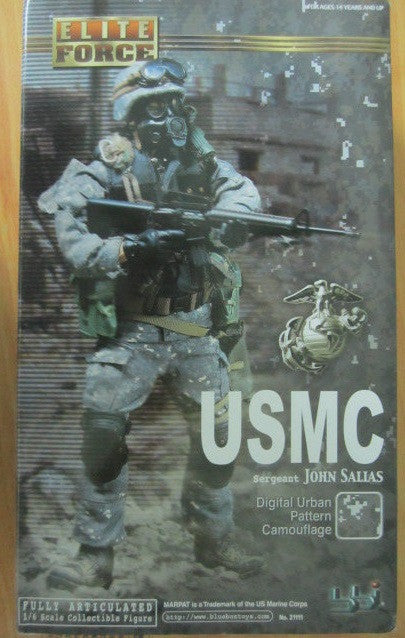 ELITE
FORCE
AGES 14 YEARS AND UP
USMC
Sergeant JOHN SALIAS
Digital Urban
Pattern
Camouflage
FULLY ARTICULATED
1/6 Scale Collectible Figure
MARPAT is a Trademark of the US Marine Corps
http://www.blueboxtoys.com
No. 21111
bbi